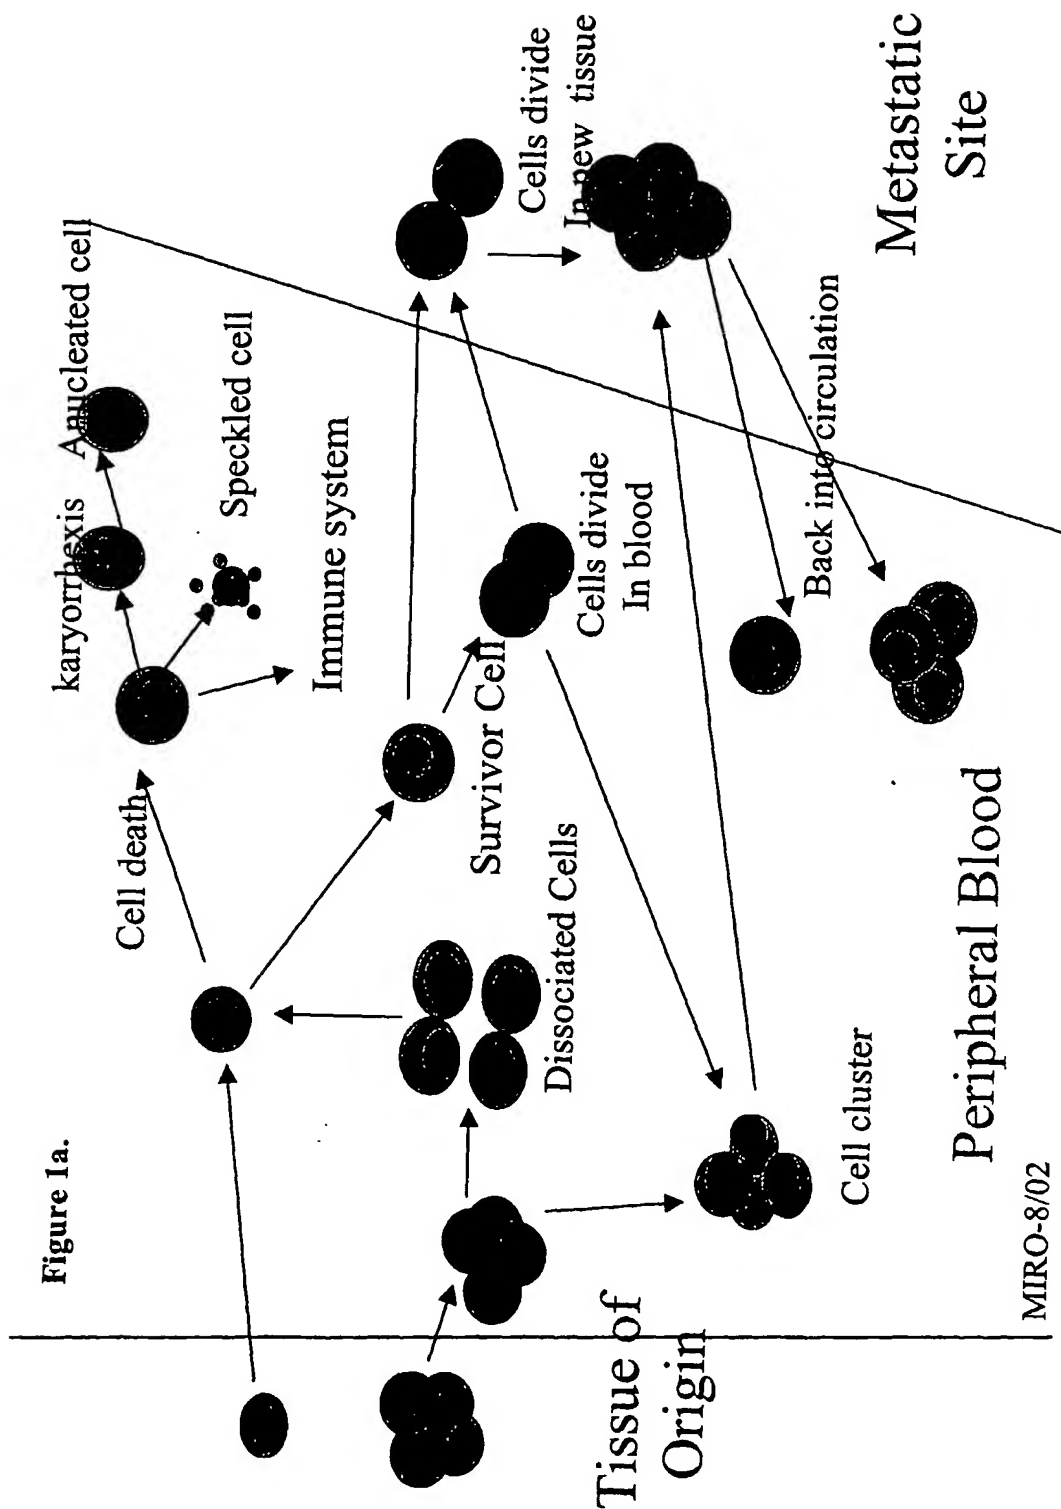 Figure 1a.
Cell death
karyorrhexis
Anucleated cell
Speckled cell
Immune system
Survivor Cell
Dissociated Cells
Cells divide
In blood
Cells divide
In new tissue
Back into circulation
Cell cluster
Tissue of
Origin
Peripheral Blood
Metastatic
Site
MIRO-8/02